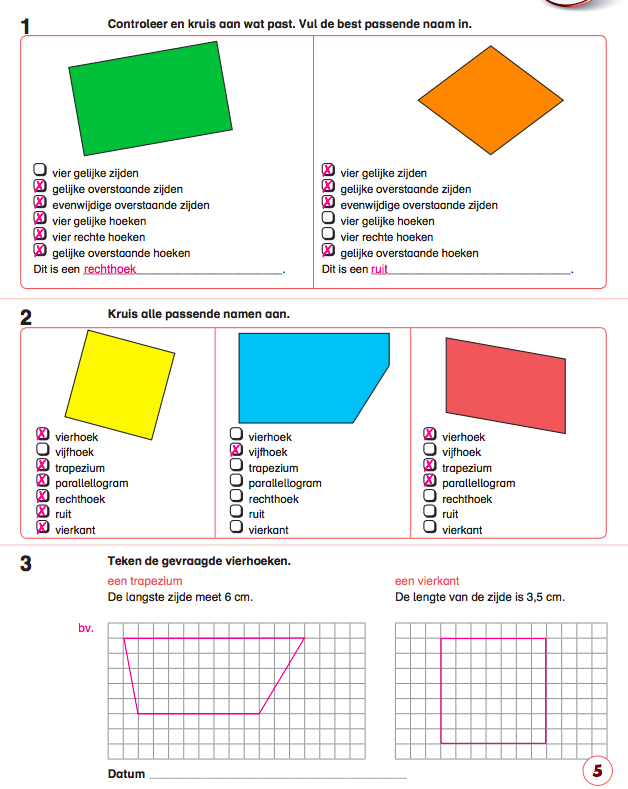 1
Controleer en kruis aan wat past. Vul de best passende naam in.
vier gelijke zijden
gelijke overstaande zijden
evenwijdige overstaande zijden
vier gelijke hoeken
vier rechte hoeken
gelijke overstaande hoeken
Dit is een rechthoek.
vier gelijke zijden
gelijke overstaande zijden
evenwijdige overstaande zijden
vier gelijke hoeken
vier rechte hoeken
gelijke overstaande hoeken
Dit is een ruit.
2
Kruis alle passende namen aan.
vierhoek
vijfhoek
trapezium
parallellogram
rechthoek
ruit
vierkant
vierhoek
vijfhoek
trapezium
parallellogram
rechthoek
ruit
vierkant
vierhoek
vijfhoek
trapezium
parallellogram
rechthoek
ruit
vierkant
3
Teken de gevraagde vierhoeken.
een trapezium
De langste zijde meet 6 cm.
bv.
een vierkant
De lengte van de zijde is 3,5 cm.
Datum
5